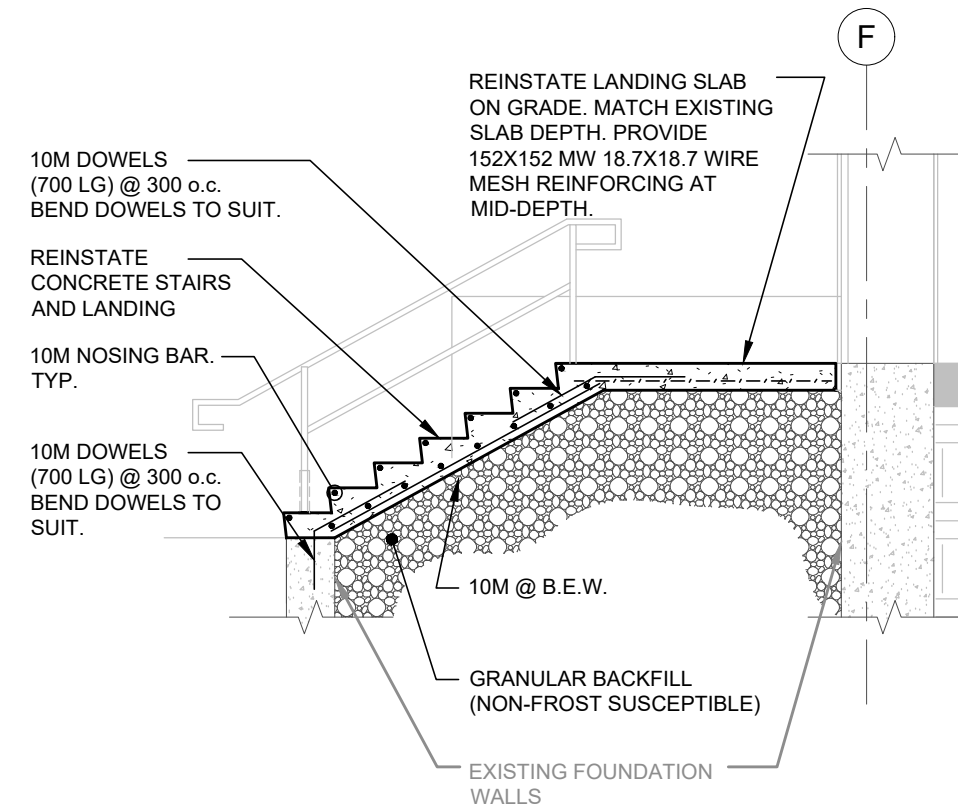 F
REINSTATE LANDING SLAB
ON GRADE. MATCH EXISTING
SLAB DEPTH. PROVIDE
152X152 MW 18.7X18.7 WIRE
MESH REINFORCING AT
MID-DEPTH.
10M DOWELS
(700 LG) @ 300 o.c.
BEND DOWELS TO SUIT.
REINSTATE
CONCRETE STAIRS
AND LANDING
10M NOSING BAR.
TYP.
10M DOWELS
(700 LG) @ 300 o.c.
BEND DOWELS TO
SUIT.
10M @ B.E.W.
GRANULAR BACKFILL
(NON-FROST SUSCEPTIBLE)
EXISTING FOUNDATION
WALLS